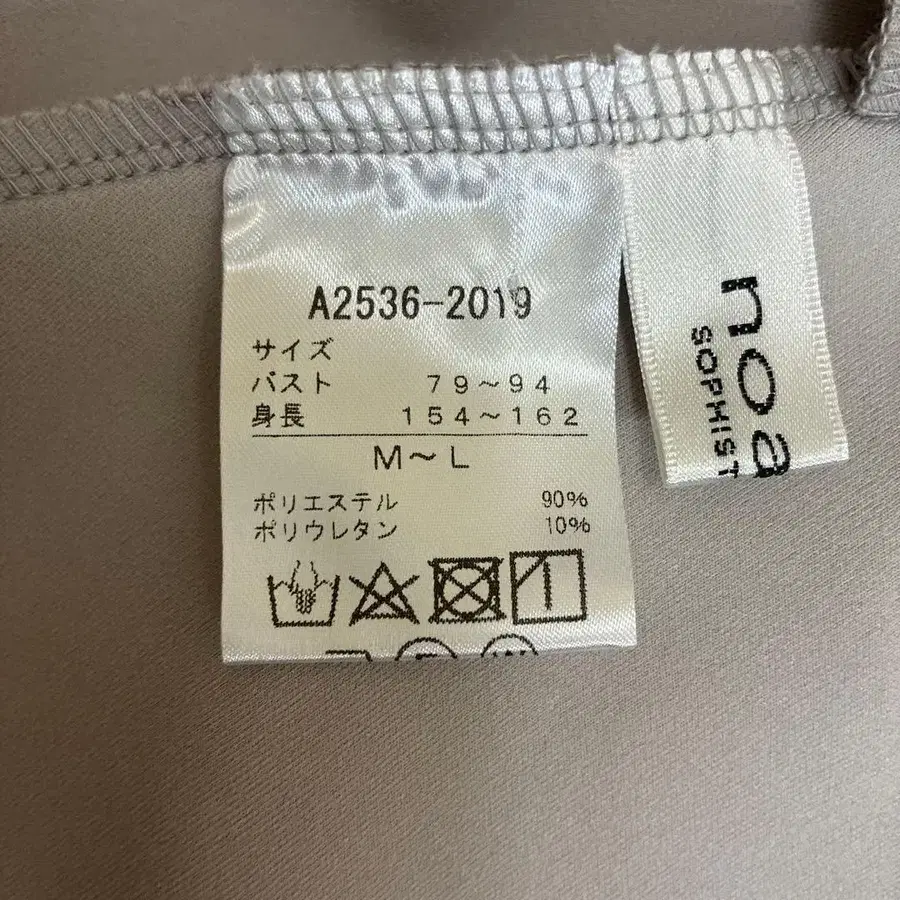 A2536-2019
サイズ
バスト 79〜94
身長 154〜162
M〜L
ポリエステル 90%
ポリウレタン 10%
noa
SOPHIST